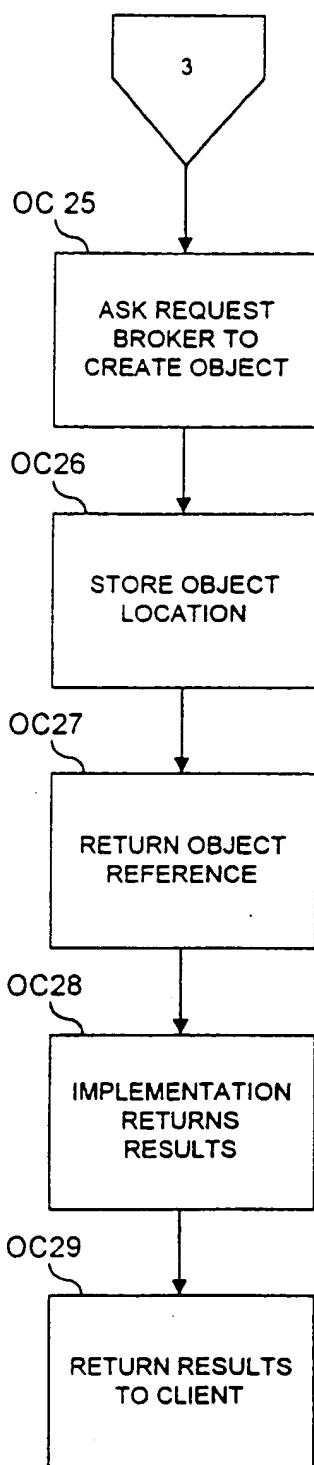 3
OC 25
ASK REQUEST
BROKER TO
CREATE OBJECT
OC26
STORE OBJECT
LOCATION
OC27
RETURN OBJECT
REFERENCE
OC28
IMPLEMENTATION
RETURNS
RESULTS
OC29
RETURN RESULTS
TO CLIENT